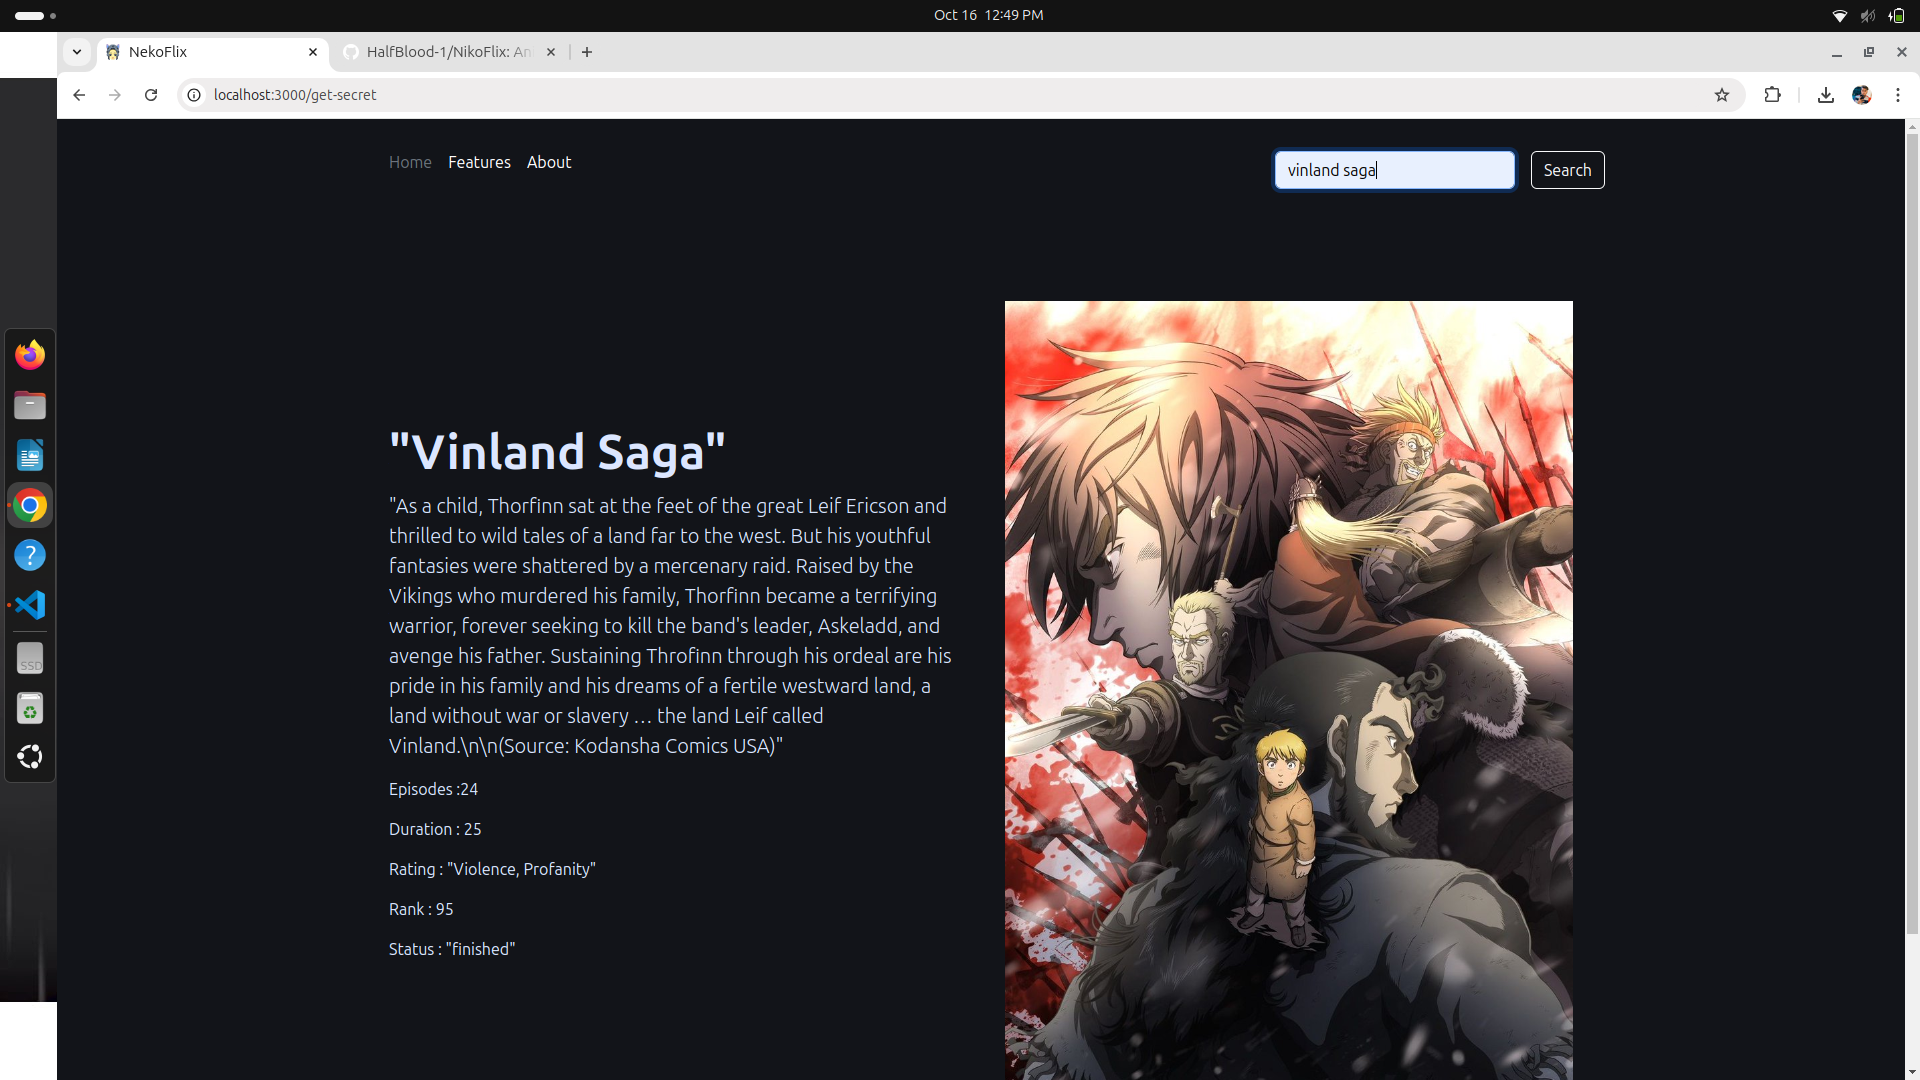 Oct 16 12:49 PM
NekoFlix
HalfBlood-1/NikoFlix: An
localhost:3000/get-secret
Home Features About
vinland saga
Search
"Vinland Saga"
"As a child, Thorfinn sat at the feet of the great Leif Ericson and
thrilled to wild tales of a land far to the west. But his youthful
fantasies were shattered by a mercenary raid. Raised by the
Vikings who murdered his family, Thorfinn became a terrifying
warrior, forever seeking to kill the band's leader, Askeladd, and
avenge his father. Sustaining Throfinn through his ordeal are his
pride in his family and his dreams of a fertile westward land, a
land without war or slavery … the land Leif called
Vinland.\n\n(Source: Kodansha Comics USA)"
Episodes :24
Duration : 25
Rating : "Violence, Profanity"
Rank : 95
Status : "finished"
SSD